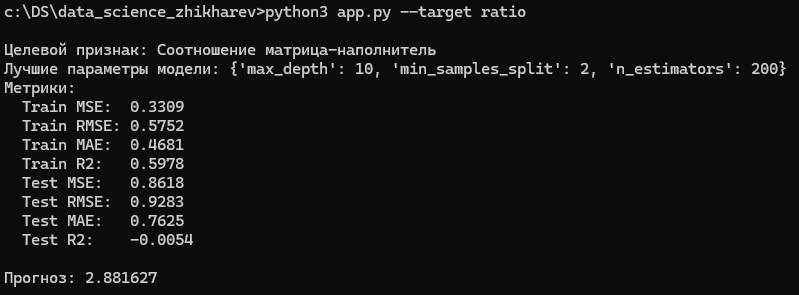 c:\DS\data_science_zhikharev>python3 app.py --target ratio
Целевой признак: Соотношение матрица-наполнитель
Лучшие параметры модели: {'max_depth': 10, 'min_samples_split': 2, 'n_estimators': 200}
Метрики:
Train MSE: 0.3309
Train RMSE: 0.5752
Train MAE: 0.4681
Train R2: 0.5978
Test MSE: 0.8618
Test RMSE: 0.9283
Test MAE: 0.7625
Test R2: -0.0054
Прогноз: 2.881627